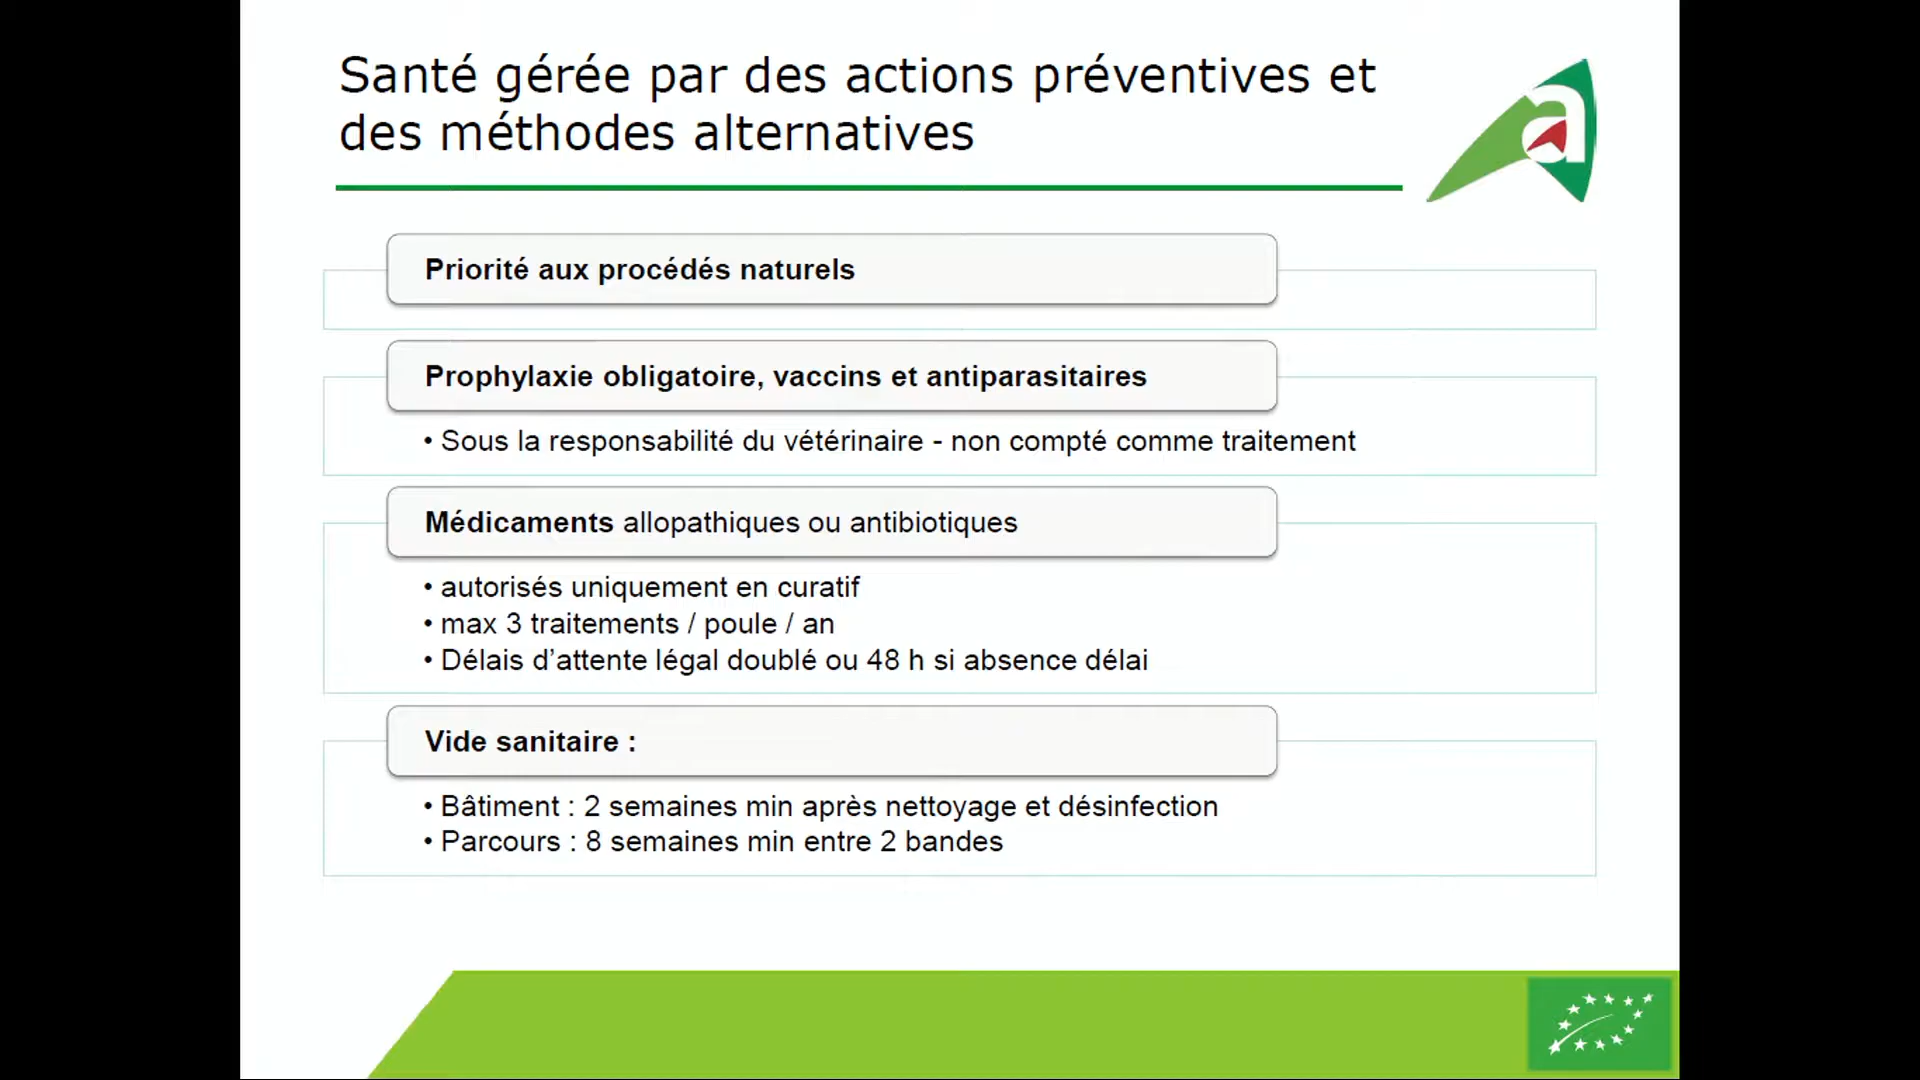 Santé gérée par des actions préventives et
des méthodes alternatives
a
Priorité aux procédés naturels
Prophylaxie obligatoire, vaccins et antiparasitaires
• Sous la responsabilité du vétérinaire - non compté comme traitement
Médicaments allopathiques ou antibiotiques
• autorisés uniquement en curatif
• max 3 traitements / poule / an
• Délais d’attente légal doublé ou 48 h si absence délai
Vide sanitaire :
• Bâtiment : 2 semaines min après nettoyage et désinfection
• Parcours : 8 semaines min entre 2 bandes